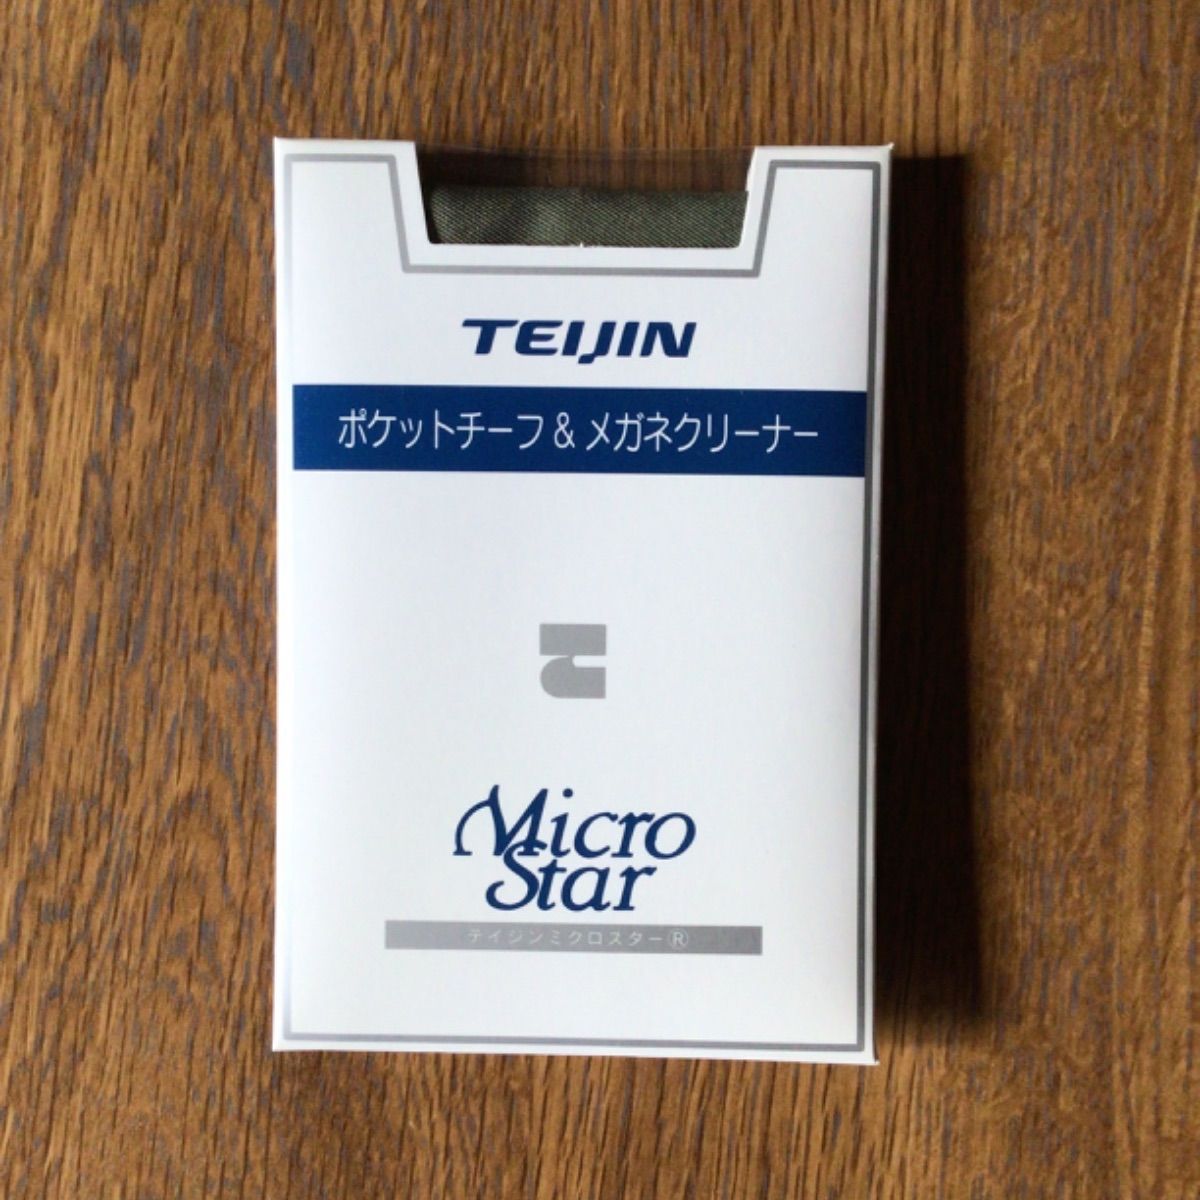 TEIJIN
ポケットチーフ & メガネクリーナー
Micro
Star
テイジンミクロスター®